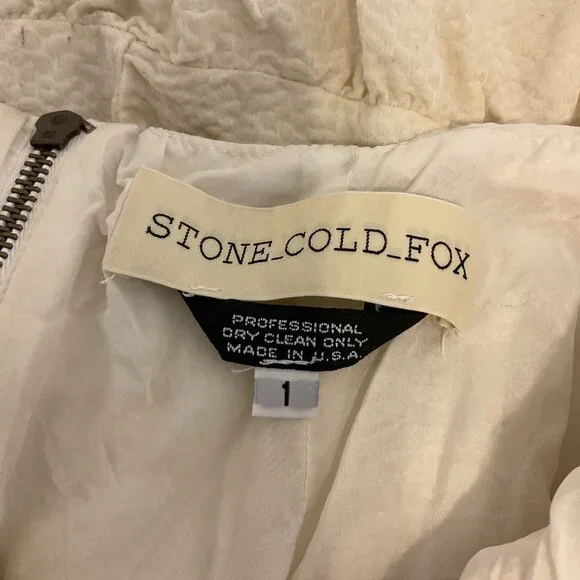 STONE_COLD_FOX
PROFESSIONAL
DRY CLEAN ONLY
MADE IN U.S.A.
1